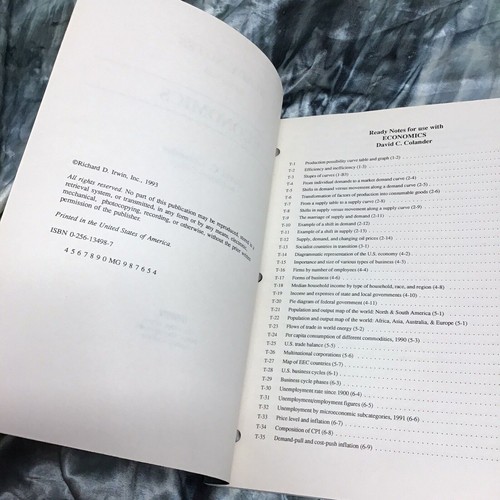 ©Richard D. Irwin, Inc., 1993
All rights reserved. No part of this publication may be reproduced, stored in a
retrieval system, or transmitted, in any form or by any means, electronic,
mechanical, photocopying, recording, or otherwise, without the prior written
permission of the publisher.
Printed in the United States of America.
ISBN 0-256-13498-7
4 5 6 7 8 9 0 MG 9 8 7 6 5 4
Ready Notes for use with
ECONOMICS
David C. Colander
T-1 Production-possibility curve table and graph (1-2)
T-2 Efficiency and inefficiency (1-3)
T-3 Slopes of curves (1-B3)
T-4 From individual demands to a market demand curve (2-4)
T-5 Shifts in demand versus movement along a demand curve (2-5)
T-6 Transformation of factors of production into consumable goods (2-6)
T-7 From a supply table to a supply curve (2-8)
T-8 Shifts in supply versus movement along a supply curve (2-9)
T-9 The marriage of supply and demand (2-11)
T-10 Example of a shift in demand (2-12)
T-11 Example of a shift in supply (2-13)
T-12 Supply, demand, and changing oil prices (2-14)
T-13 Socialist countries in transition (3-1)
T-14 Diagrammatic representation of the U.S. economy (4-2)
T-15 Importance and size of various types of business (4-3)
T-16 Firms by number of employees (4-4)
T-17 Forms of business (4-6)
T-18 Median household income by type of household, race, and region (4-8)
T-19 Income and expenses of state and local governments (4-10)
T-20 Pie diagram of federal government (4-11)
T-21 Population and output map of the world: North & South America (5-1)
T-22 Population and output map of the world: Africa, Asia, Australia, & Europe (5-1)
T-23 Flows of trade in world energy (5-2)
T-24 Per capita consumption of different commodities, 1990 (5-3)
T-25 U.S. trade balance (5-5)
T-26 Multinational corporations (5-6)
T-27 Map of EEC countries (5-7)
T-28 U.S. business cycles (6-1)
T-29 Business cycle phases (6-3)
T-30 Unemployment rate since 1900 (6-4)
T-31 Unemployment/employment figures (6-5)
T-32 Unemployment by microeconomic subcategories, 1991 (6-6)
T-33 Price level and inflation (6-7)
T-34 Composition of CPI (6-8)
T-35 Demand-pull and cost-push inflation (6-9)